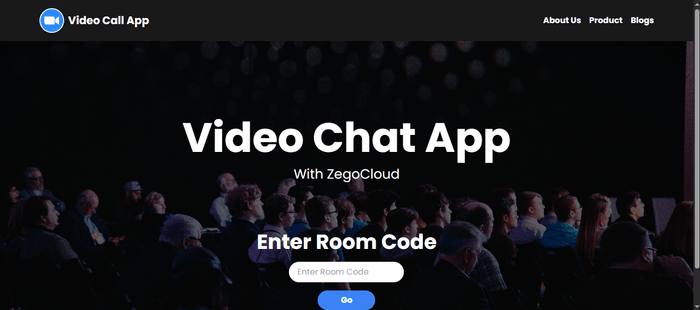 Video Call App
About Us Product Blogs
Video Chat App
With ZegoCloud
Enter Room Code
Enter Room Code
Go